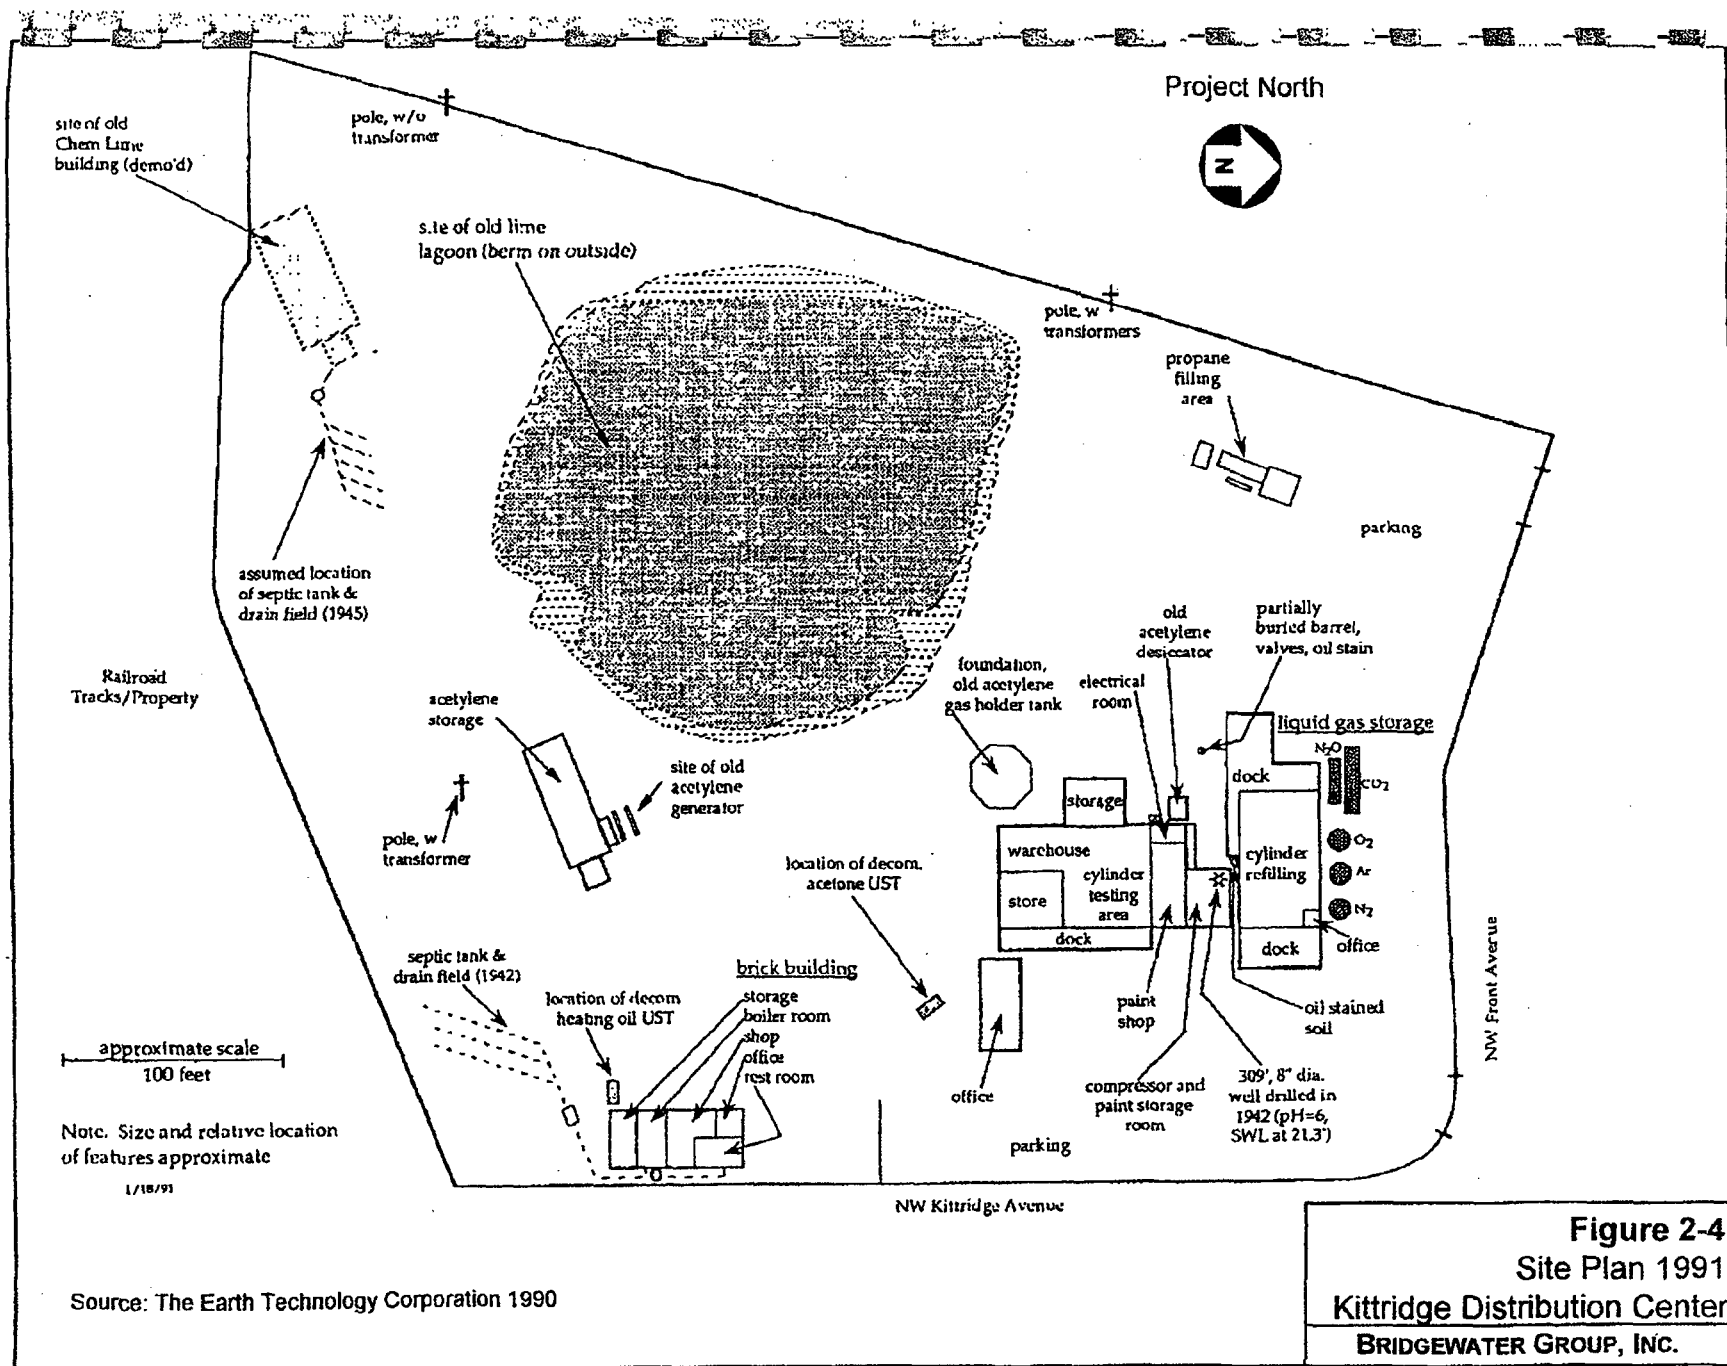 Project North
N
site of old
Chem Lime
building (demo'd)
pole, w/o
transformer
site of old lime
lagoon (berm on outside)
pole, w
transformers
propane
filling
area
parking
assumed location
of septic tank &
drain field (1945)
Railroad
Tracks/Property
acetylene
storage
site of old
acetylene
generator
pole, w
transformer
foundation,
old acetylene
gas holder tank
electrical
room
old
acetylene
desiccator
partially
buried barrel,
valves, oil stain
liquid gas storage
N2O
CO2
O2
Ar
N2
dock
storage
warehouse
cylinder
testing
area
store
dock
cylinder
refilling
office
dock
location of decom.
acetone UST
septic tank &
drain field (1942)
location of decom
heating oil UST
brick building
storage
boiler room
shop
office
rest room
office
paint
shop
compressor and
paint storage
room
309', 8" dia.
well drilled in
1942 (pH=6,
SWL at 21.3')
oil stained
soil
parking
NW Front Avenue
NW Kittridge Avenue
approximate scale
100 feet
Note. Size and relative location
of features approximate
1/18/91
Source: The Earth Technology Corporation 1990
Figure 2-4
Site Plan 1991
Kittridge Distribution Center
BRIDGEWATER GROUP, INC.